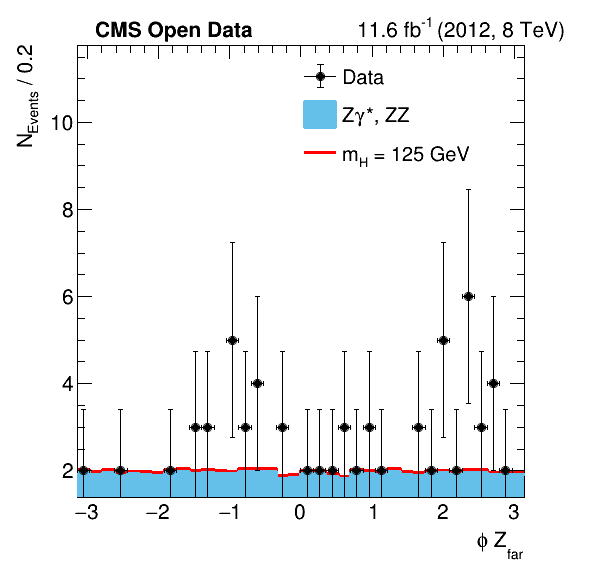 CMS Open Data 11.6 fb⁻¹ (2012, 8 TeV)
N_Events / 0.2
Data
Zγ*, ZZ
m_H = 125 GeV
10
8
6
4
2
−3 −2 −1 0 1 2 3
ϕ Z_far